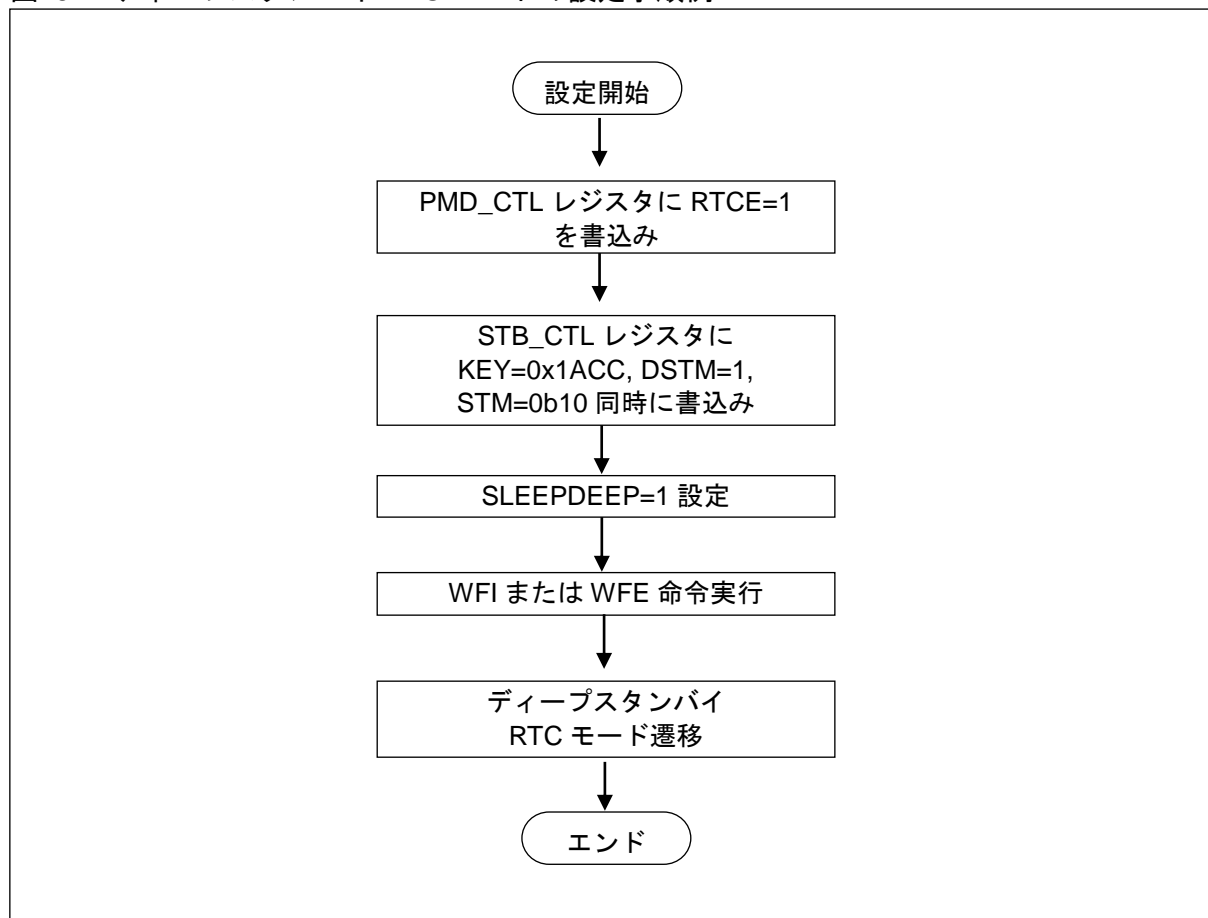 設定開始
PMD_CTL レジスタに RTCE=1
を書込み
STB_CTL レジスタに
KEY=0x1ACC, DSTM=1,
STM=0b10 同時に書込み
SLEEPDEEP=1 設定
WFI または WFE 命令実行
ディープスタンバイ
RTC モード遷移
エンド